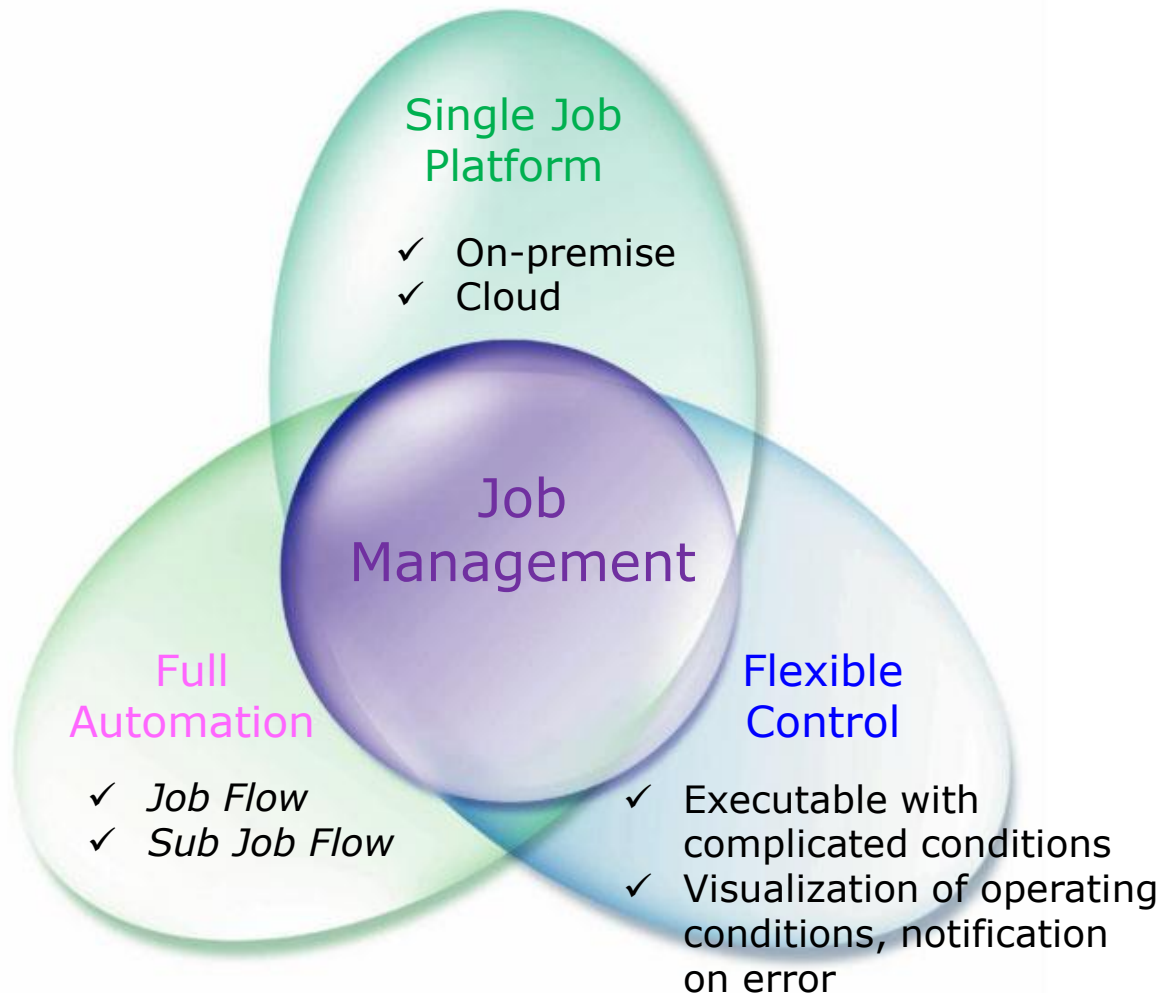 Single Job
Platform
✓ On-premise
✓ Cloud
Job
Management
Full
Automation
✓ Job Flow
✓ Sub Job Flow
Flexible
Control
✓ Executable with
complicated conditions
✓ Visualization of operating
conditions, notification
on error